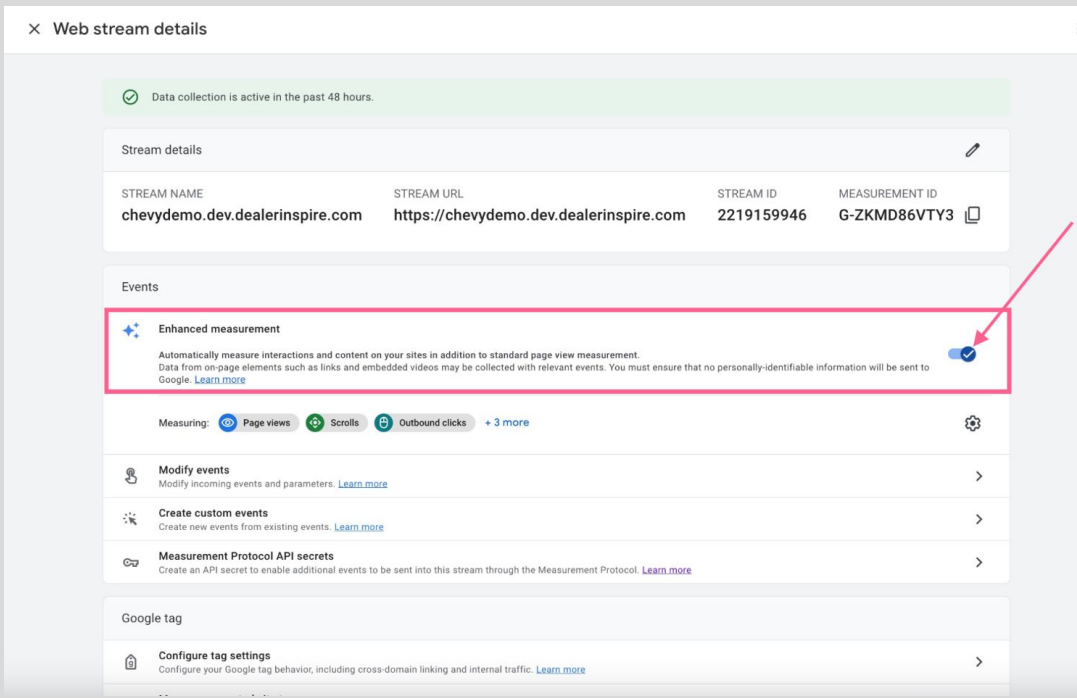 Web stream details
Data collection is active in the past 48 hours.
Stream details
STREAM NAME STREAM URL STREAM ID MEASUREMENT ID
chevydemo.dev.dealerinspire.com https://chevydemo.dev.dealerinspire.com 2219159946 G-ZKMD86VTY3
Events
Enhanced measurement
Automatically measure interactions and content on your sites in addition to standard page view measurement.
Data from on-page elements such as links and embedded videos may be collected with relevant events. You must ensure that no personally-identifiable information will be sent to
Google. Learn more
Measuring: Page views Scrolls Outbound clicks + 3 more
Modify events
Modify incoming events and parameters. Learn more
Create custom events
Create new events from existing events. Learn more
Measurement Protocol API secrets
Create an API secret to enable additional events to be sent into this stream through the Measurement Protocol. Learn more
Google tag
Configure tag settings
Configure your Google tag behavior, including cross-domain linking and internal traffic. Learn more